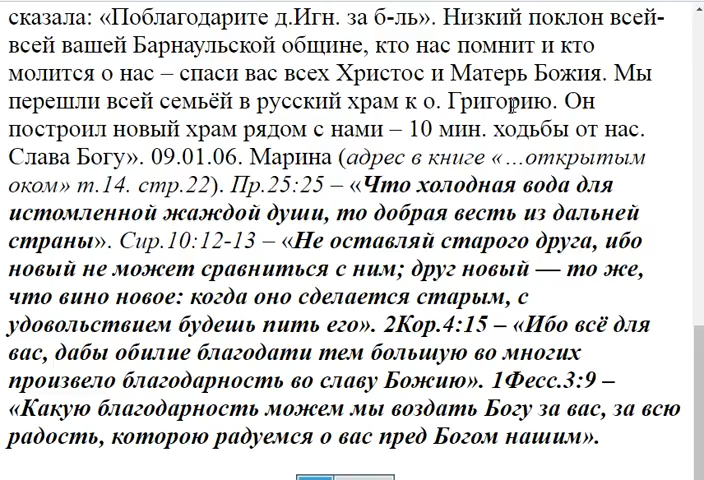 сказала: «Поблагодарите д.Игн. за б-ль». Низкий поклон всей-
всей вашей Барнаульской общине, кто нас помнит и кто
молится о нас – спаси вас всех Христос и Матерь Божия. Мы
перешли всей семьёй в русский храм к о. Григорию. Он
построил новый храм рядом с нами – 10 мин. ходьбы от нас.
Слава Богу». 09.01.06. Марина (адрес в книге «…открытым
оком» т.14. стр.22). Пр.25:25 – «Что холодная вода для
истомленной жаждой души, то добрая весть из дальней
страны». Сир.10:12-13 – «Не оставляй старого друга, ибо
новый не может сравниться с ним; друг новый — то же,
что вино новое: когда оно сделается старым, с
удовольствием будешь пить его». 2Кор.4:15 – «Ибо всё для
вас, дабы обилие благодати тем большую во многих
произвело благодарность во славу Божию». 1Фесс.3:9 –
«Какую благодарность можем мы воздать Богу за вас, за всю
радость, которою радуемся о вас пред Богом нашим».